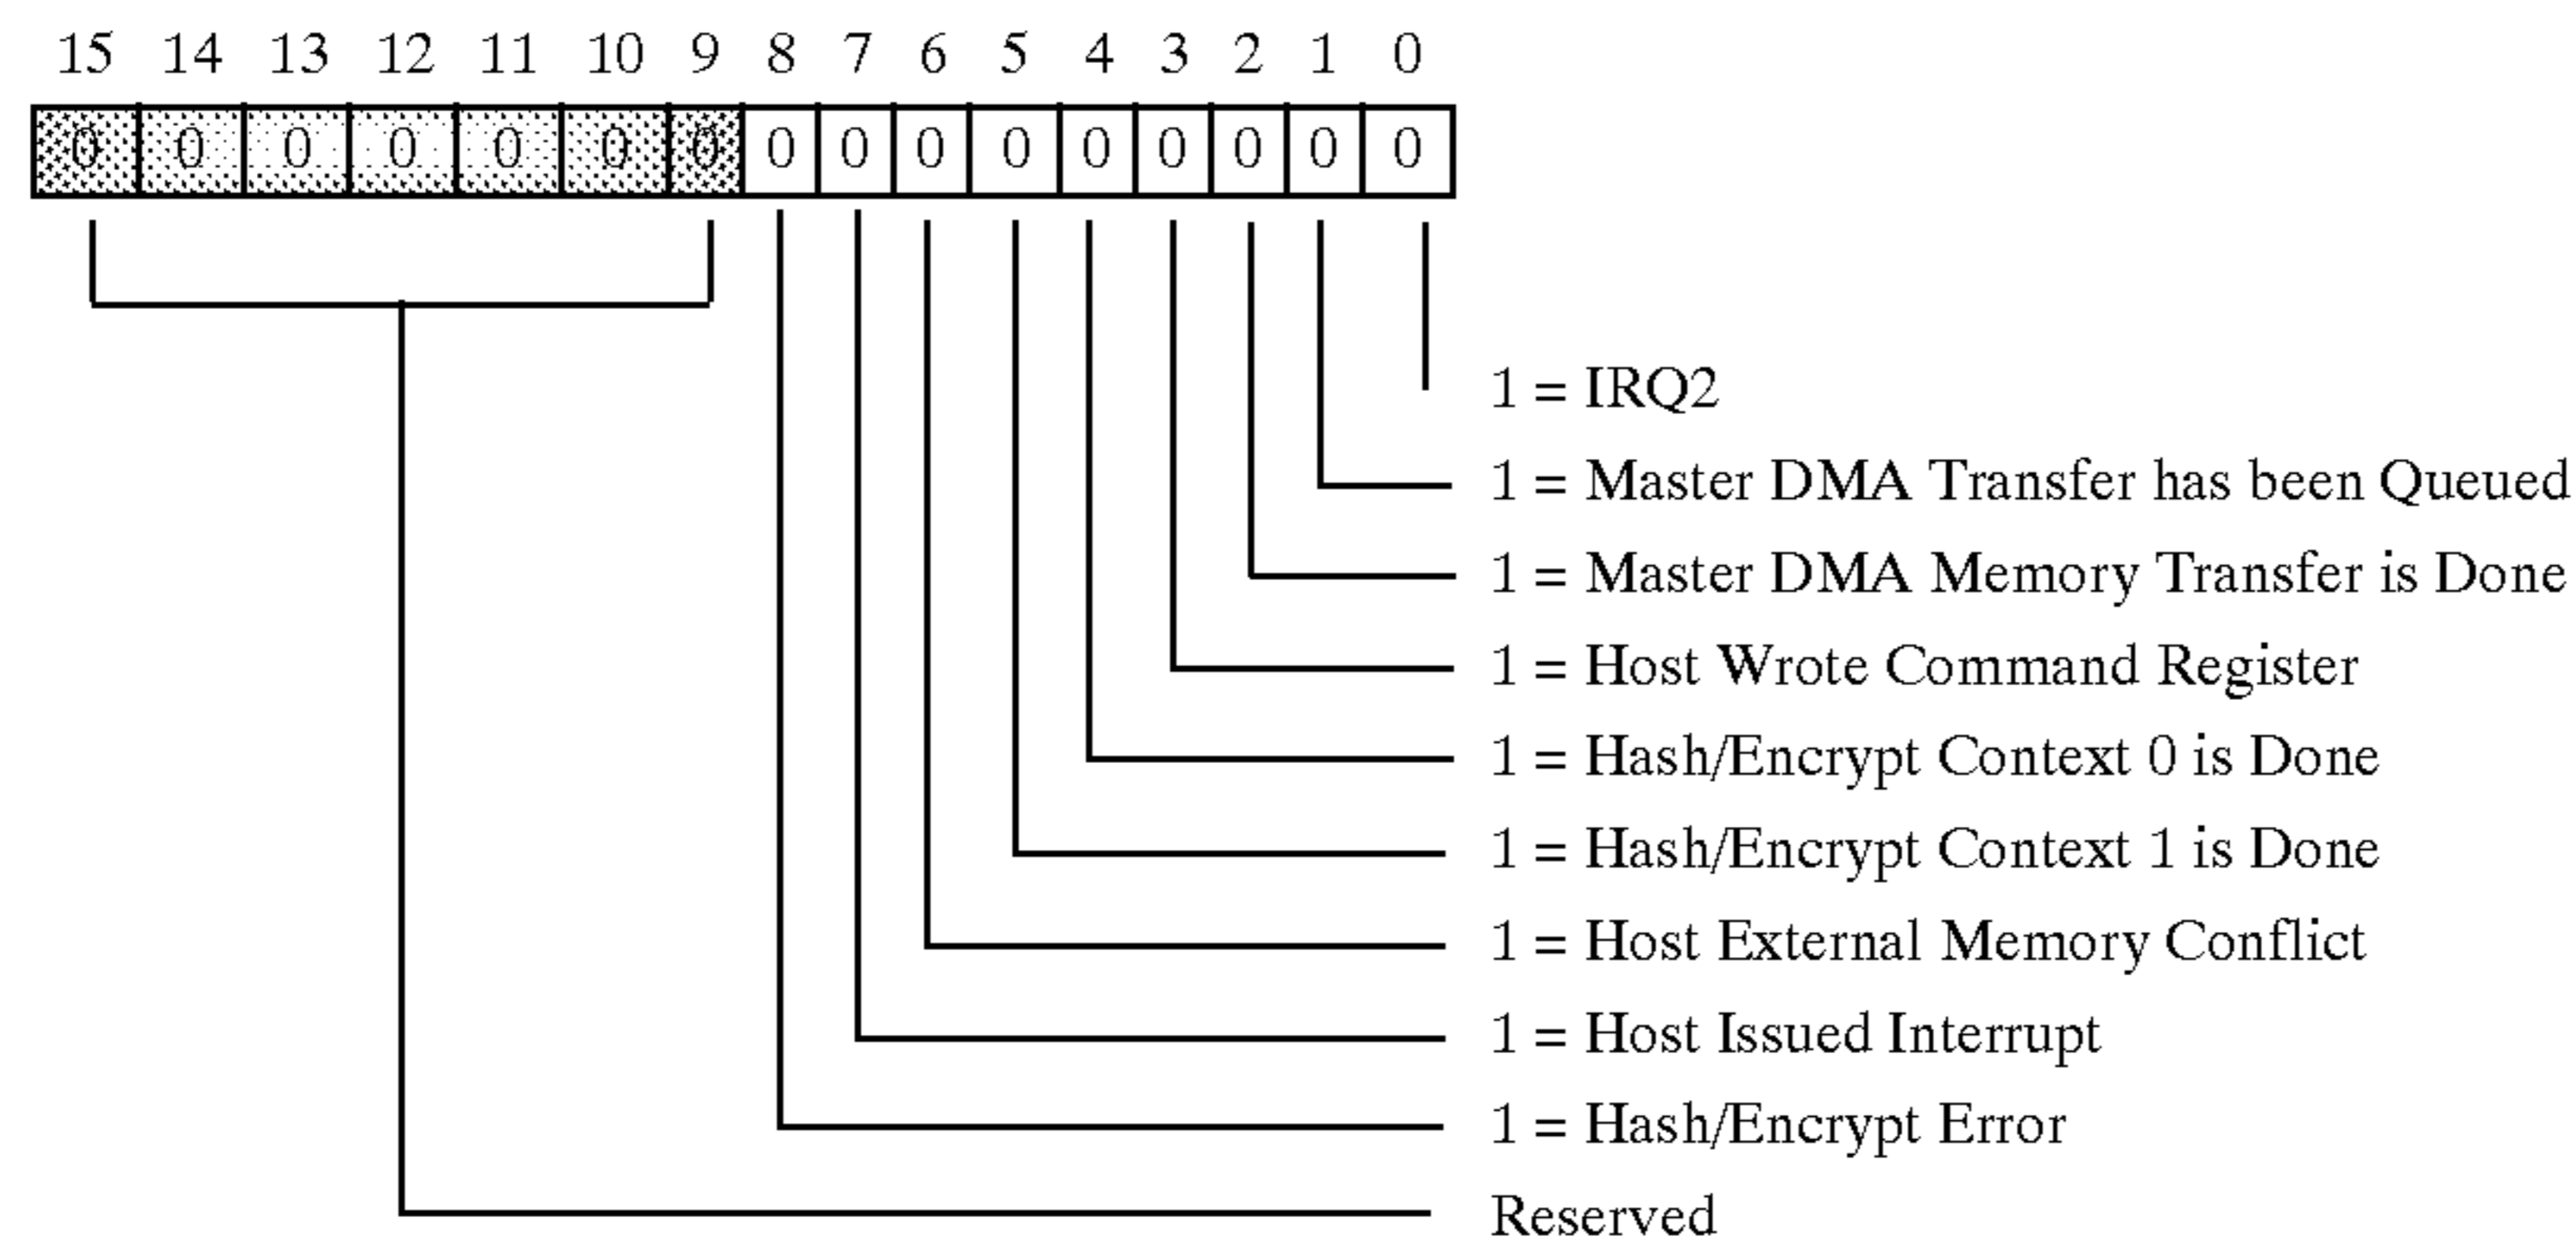 15 14 13 12 11 10 9 8 7 6 5 4 3 2 1 0
0 0 0 0 0 0 0 0 0 0 0 0 0 0 0 0
1 = IRQ2
1 = Master DMA Transfer has been Queued
1 = Master DMA Memory Transfer is Done
1 = Host Wrote Command Register
1 = Hash/Encrypt Context 0 is Done
1 = Hash/Encrypt Context 1 is Done
1 = Host External Memory Conflict
1 = Host Issued Interrupt
1 = Hash/Encrypt Error
Reserved